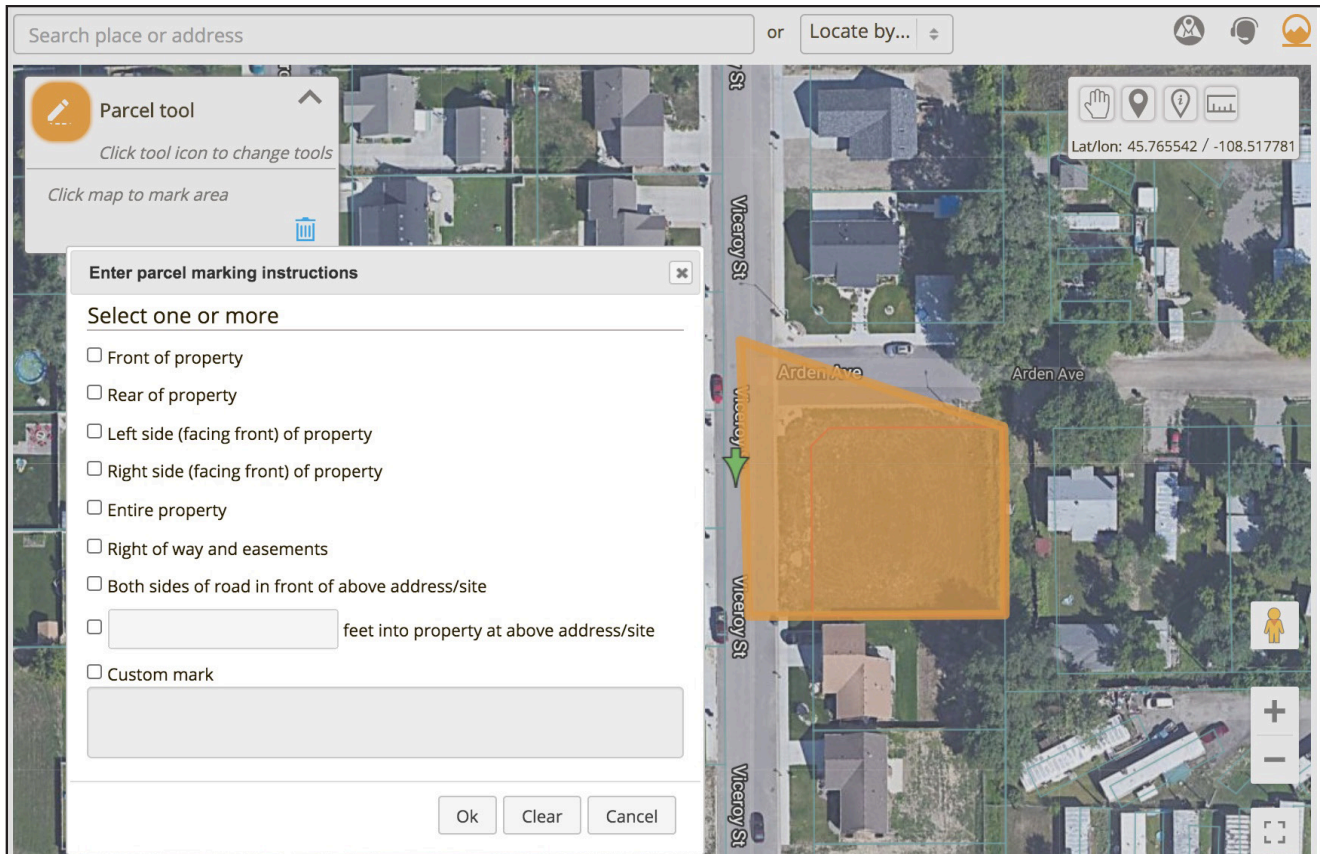 Search place or address
or
Locate by...
Parcel tool
Click tool icon to change tools
Click map to mark area
Lat/lon: 45.765542 / -108.517781
Enter parcel marking instructions
Select one or more
Front of property
Rear of property
Left side (facing front) of property
Right side (facing front) of property
Entire property
Right of way and easements
Both sides of road in front of above address/site
feet into property at above address/site
Custom mark
Ok Clear Cancel
Viceroy St
Arden Ave
Arden Ave
Viceroy St
Viceroy St